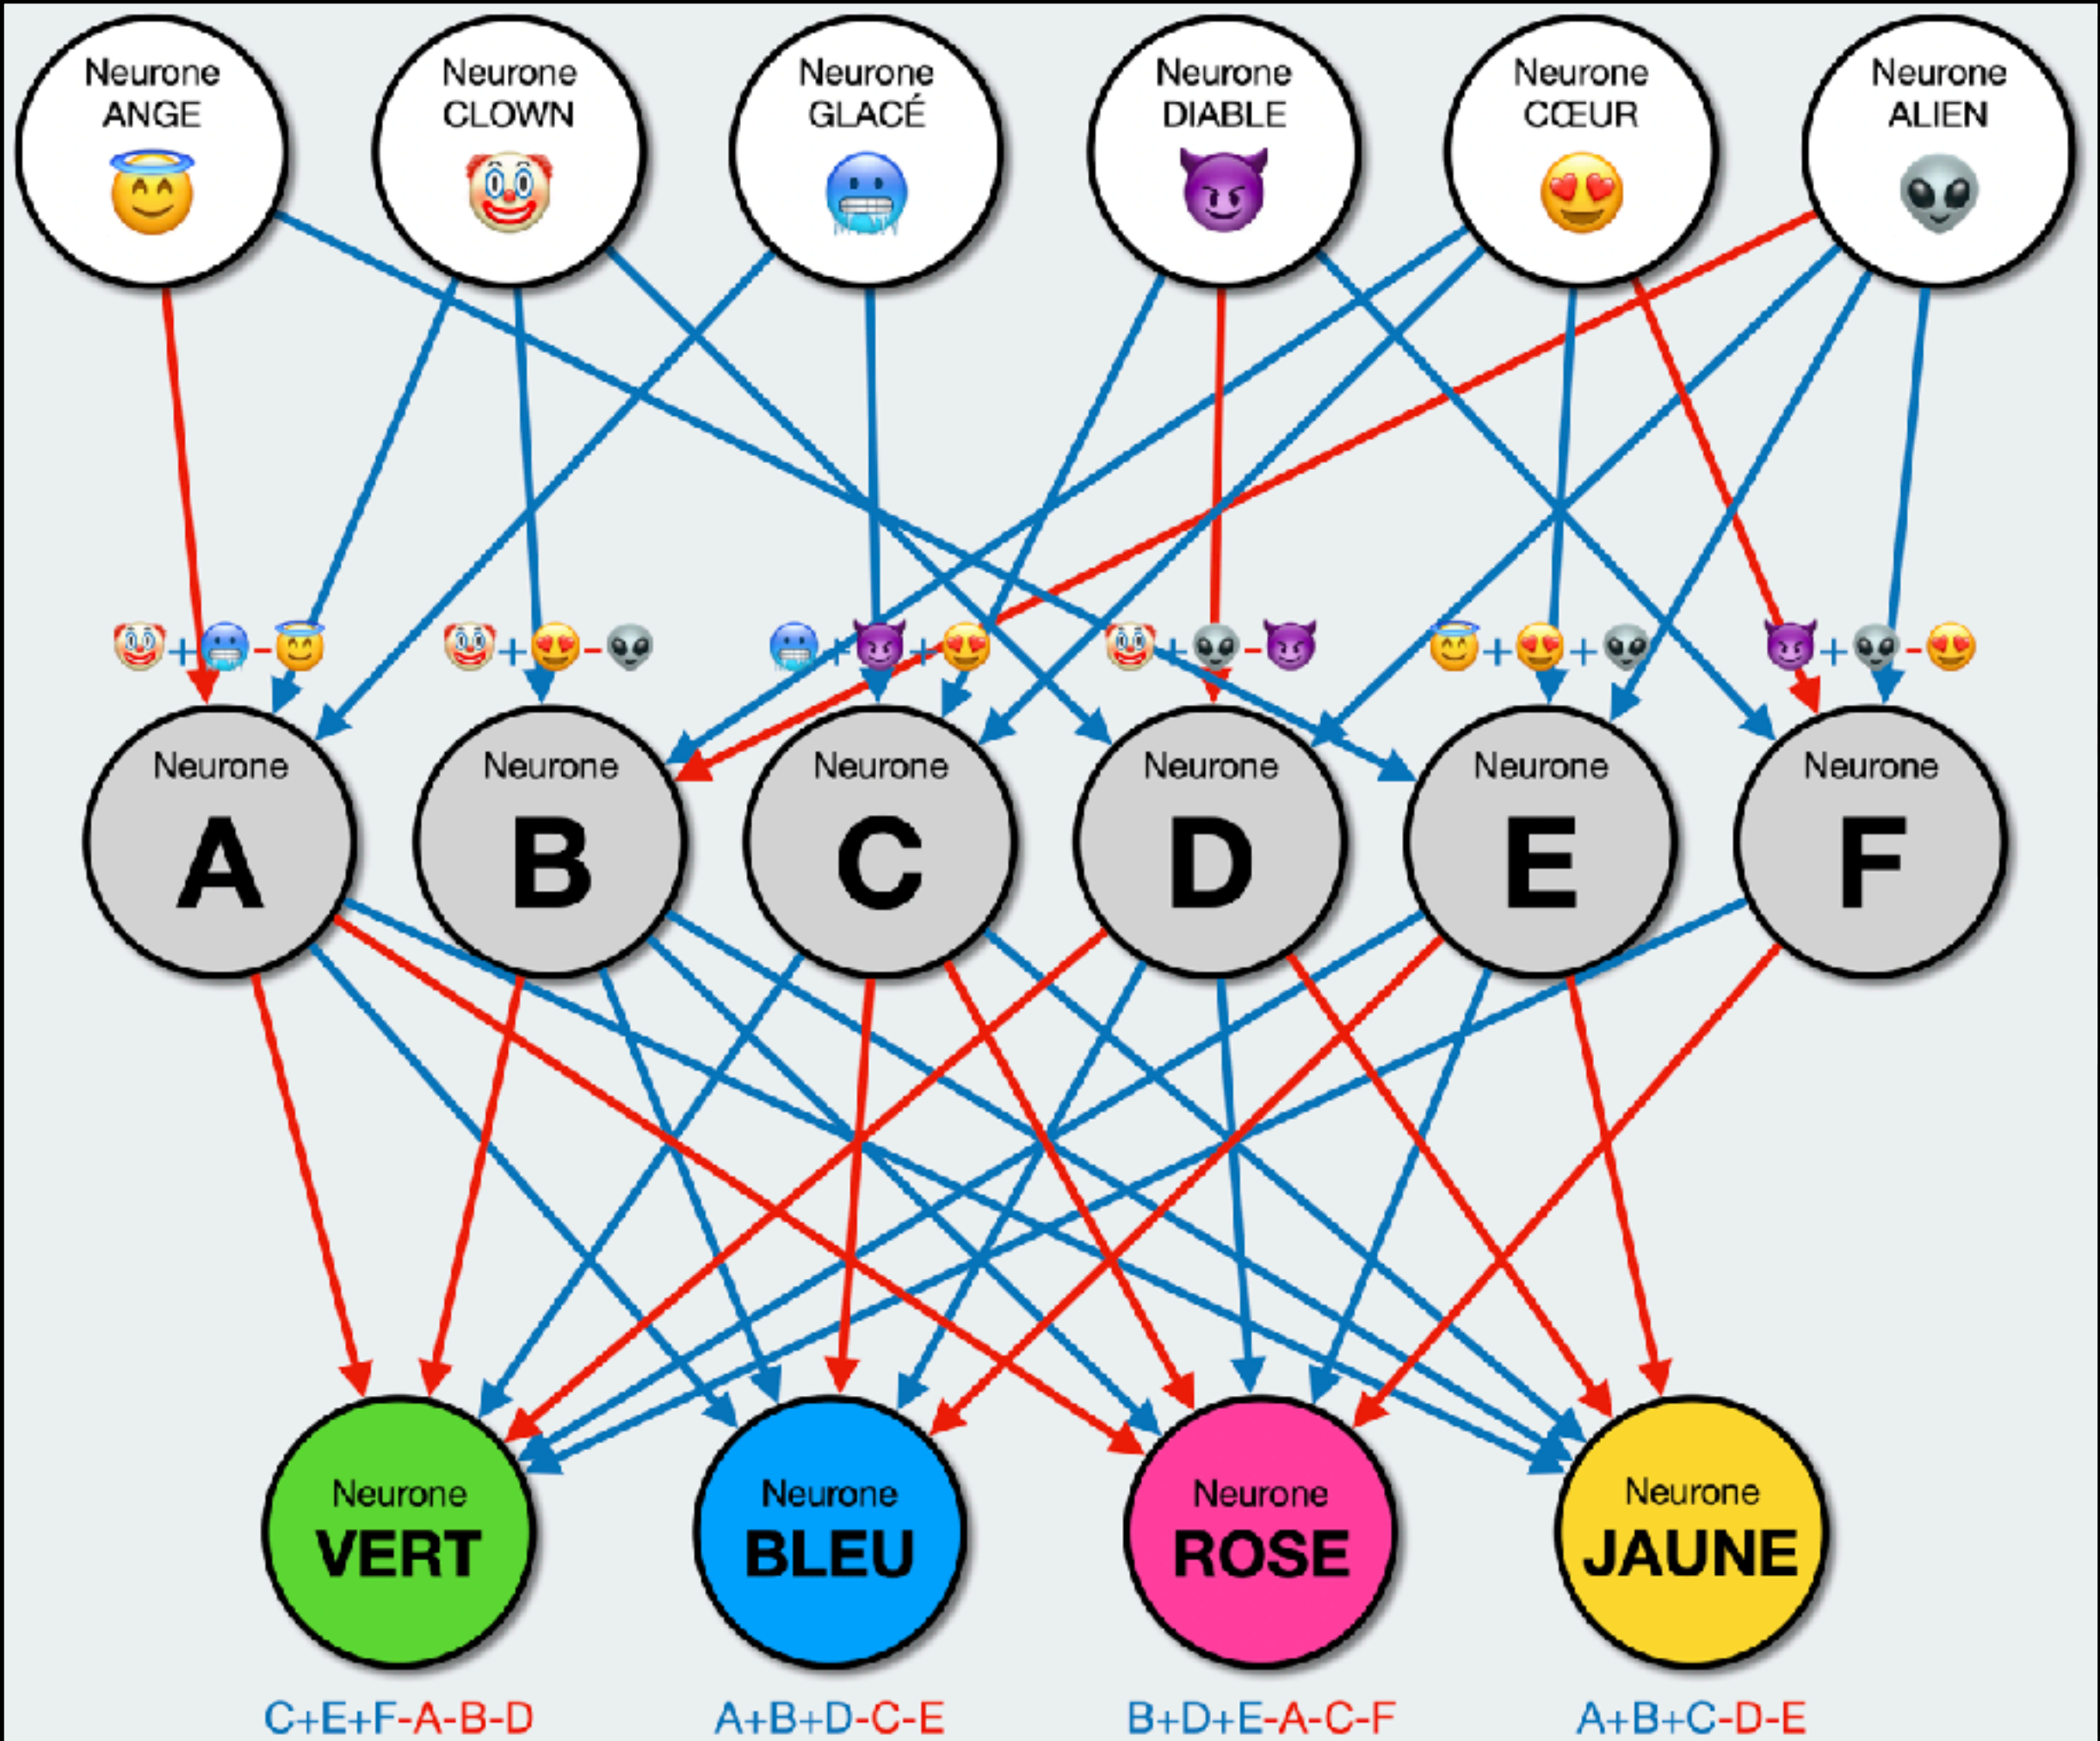 Neurone
ANGE
Neurone
CLOWN
Neurone
GLACÉ
Neurone
DIABLE
Neurone
CŒUR
Neurone
ALIEN
🤡+🥶-😇
🤡+😍-👽
🥶+😈+😍
🤡+👽-😈
😇+😍+👽
😈+👽-😍
Neurone
A
Neurone
B
Neurone
C
Neurone
D
Neurone
E
Neurone
F
Neurone
VERT
Neurone
BLEU
Neurone
ROSE
Neurone
JAUNE
C+E+F-A-B-D
A+B+D-C-E
B+D+E-A-C-F
A+B+C-D-E